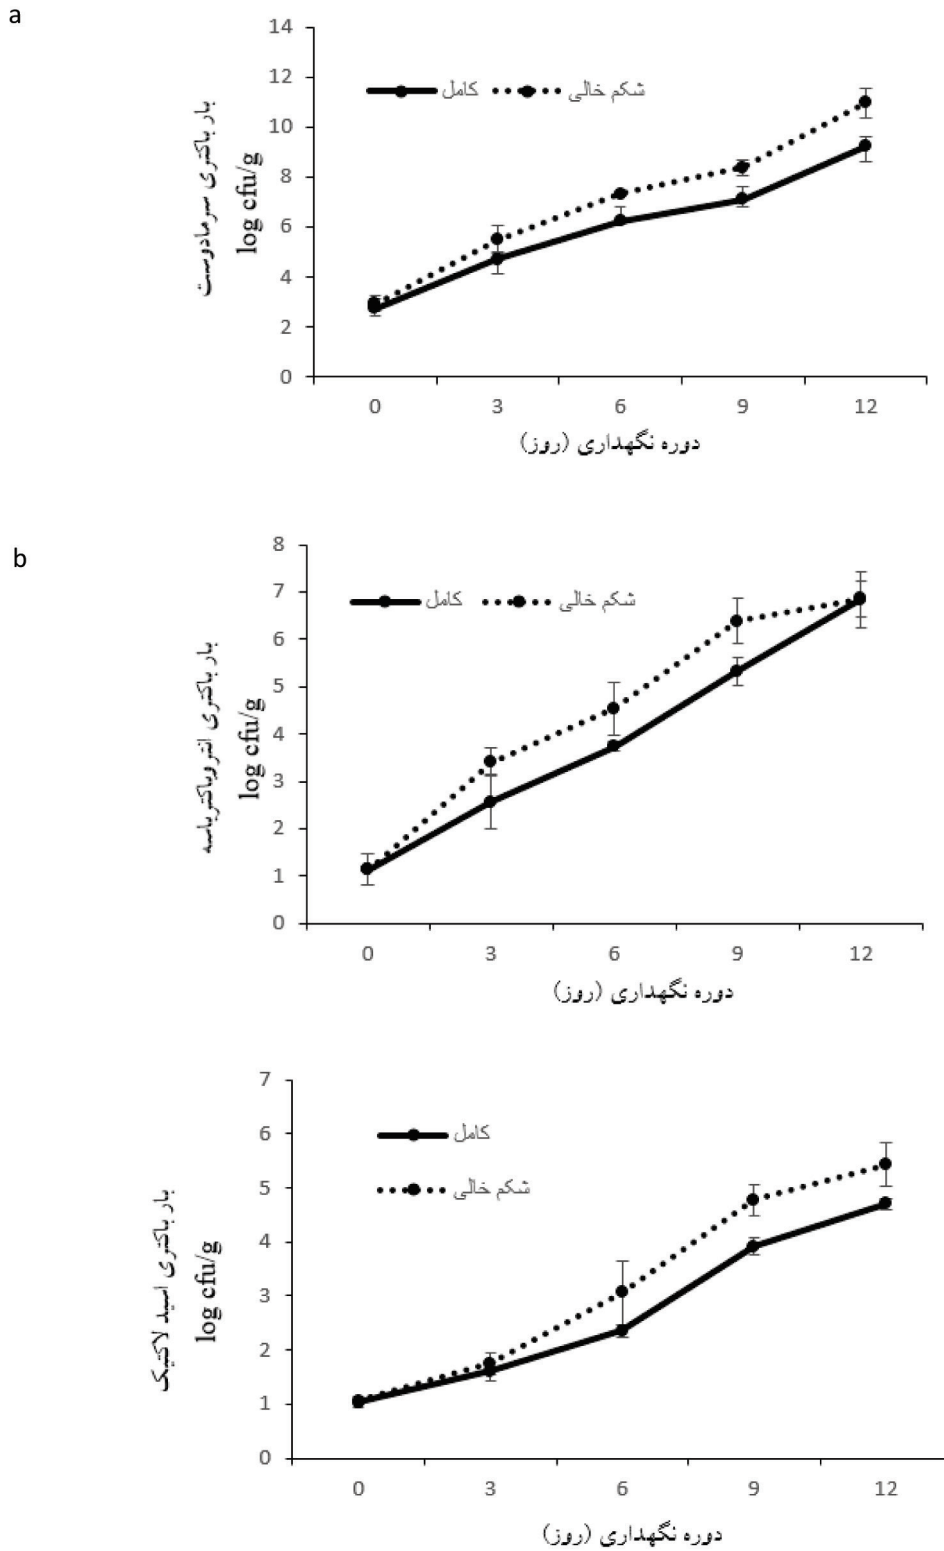 a
14
12
10
8
6
4
2
0
کامل
شکم خالی
بار باکتری سرمادوست
log cfu/g
0 3 6 9 12
دوره نگهداری (روز)
b
8
7
6
5
4
3
2
1
0
کامل
شکم خالی
بار باکتری انتروباکتریاسه
log cfu/g
0 3 6 9 12
دوره نگهداری (روز)
7
6
5
4
3
2
1
0
کامل
شکم خالی
بار باکتری اسید لاکتیک
log cfu/g
0 3 6 9 12
دوره نگهداری (روز)